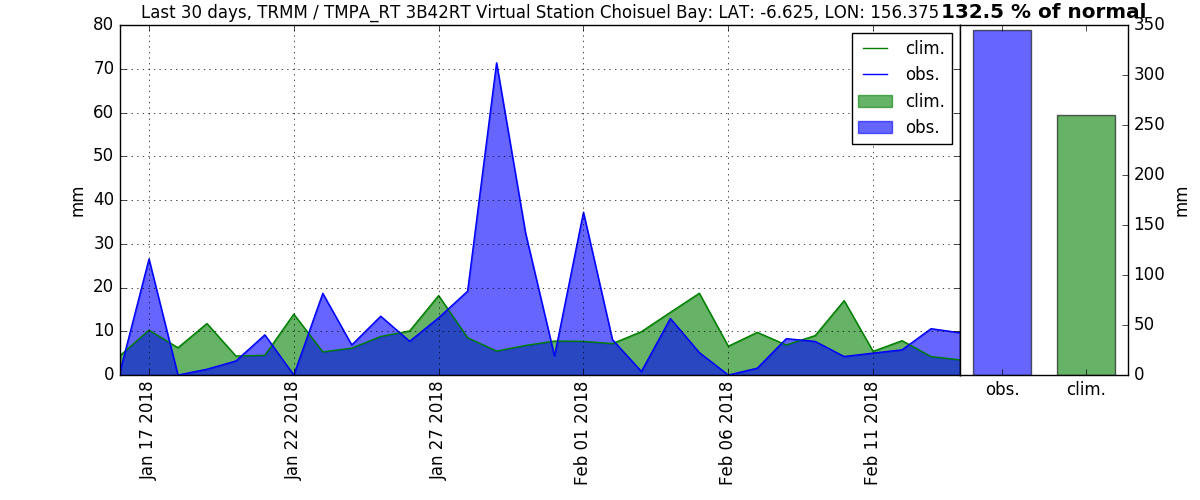 Last 30 days, TRMM / TMPA_RT 3B42RT Virtual Station Choisuel Bay: LAT: -6.625, LON: 156.375
132.5 % of normal
80
70
60
50
40
30
20
10
0
mm
clim.
obs.
clim.
obs.
Jan 17 2018
Jan 22 2018
Jan 27 2018
Feb 01 2018
Feb 06 2018
Feb 11 2018
350
300
250
200
150
100
50
0
mm
obs.
clim.